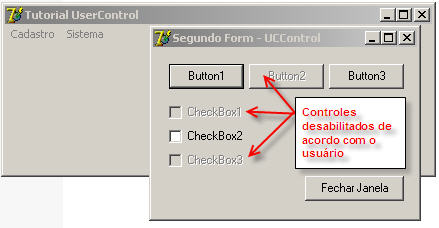 Tutorial UserControl
Cadastro Sistema
Segundo Form - UCControl
Button1 Button2 Button3
CheckBox1
CheckBox2
CheckBox3
Controles
desabilitados de
acordo com o
usuário
Fechar Janela